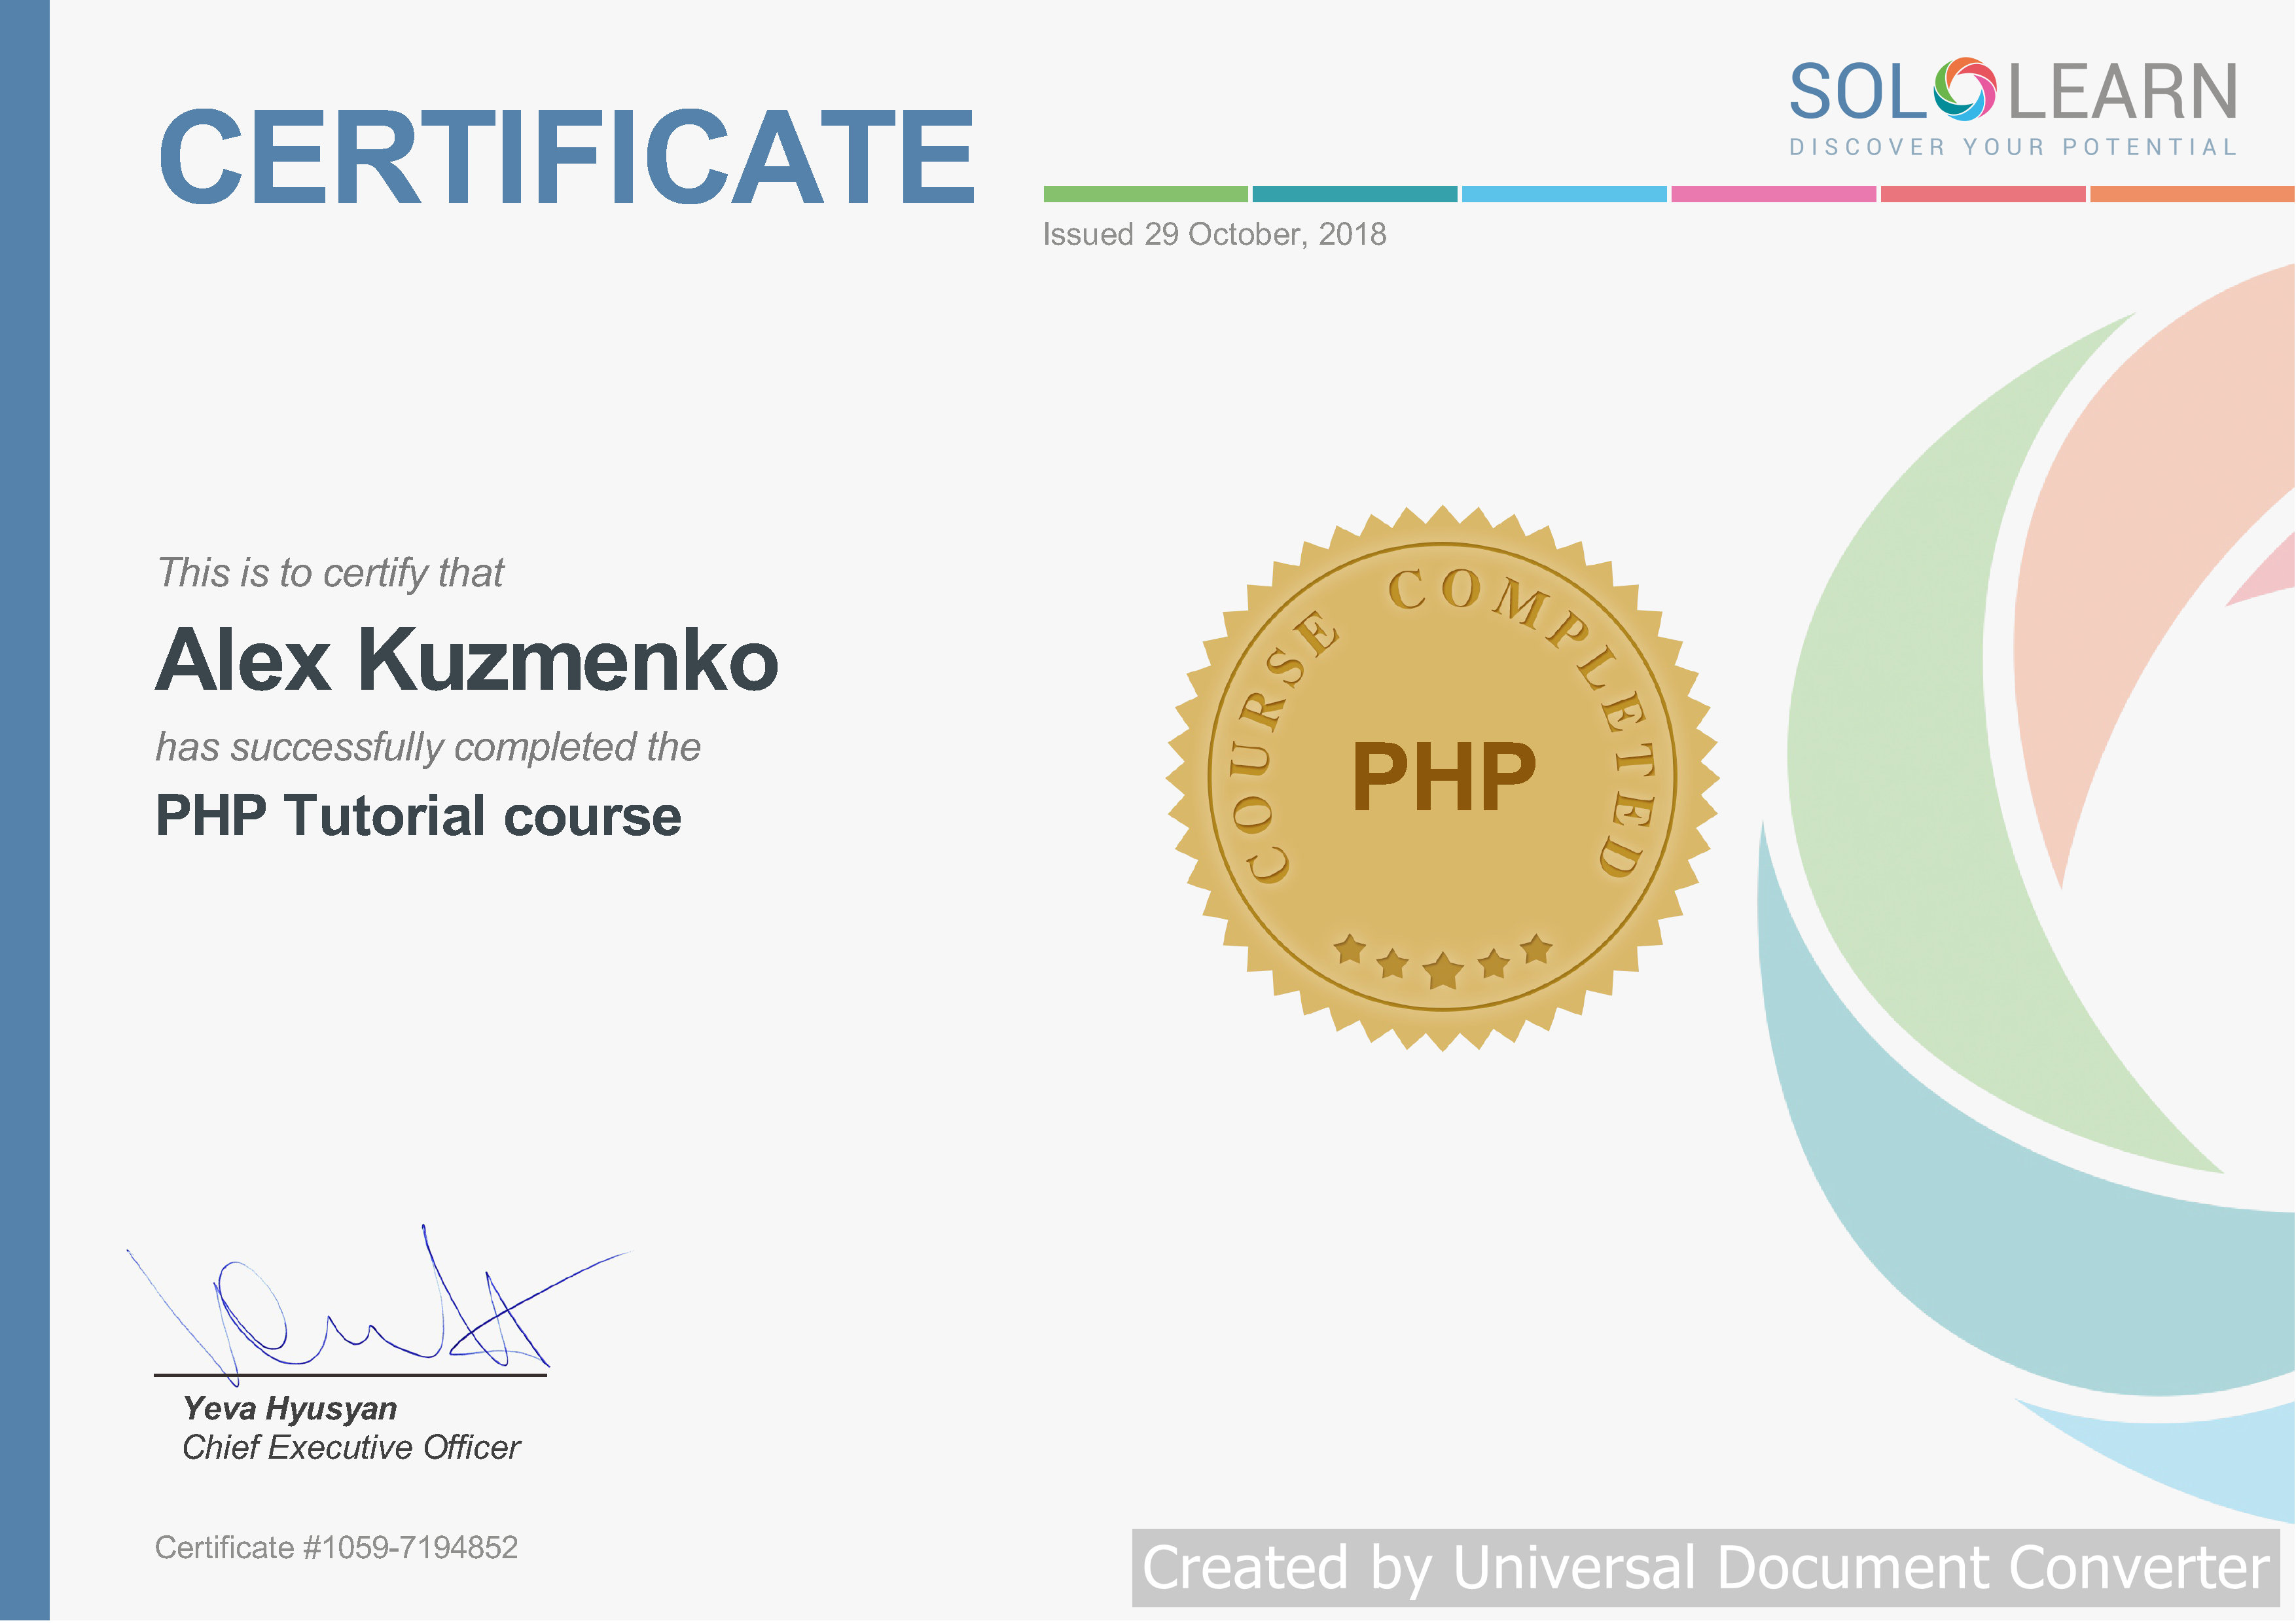 CERTIFICATE
SOLOLEARN
DISCOVER YOUR POTENTIAL
Issued 29 October, 2018
This is to certify that
Alex Kuzmenko
has successfully completed the
PHP Tutorial course
COURSE COMPLETED
PHP
Yeva Hyusyan
Chief Executive Officer
Certificate #1059-7194852
Created by Universal Document Converter